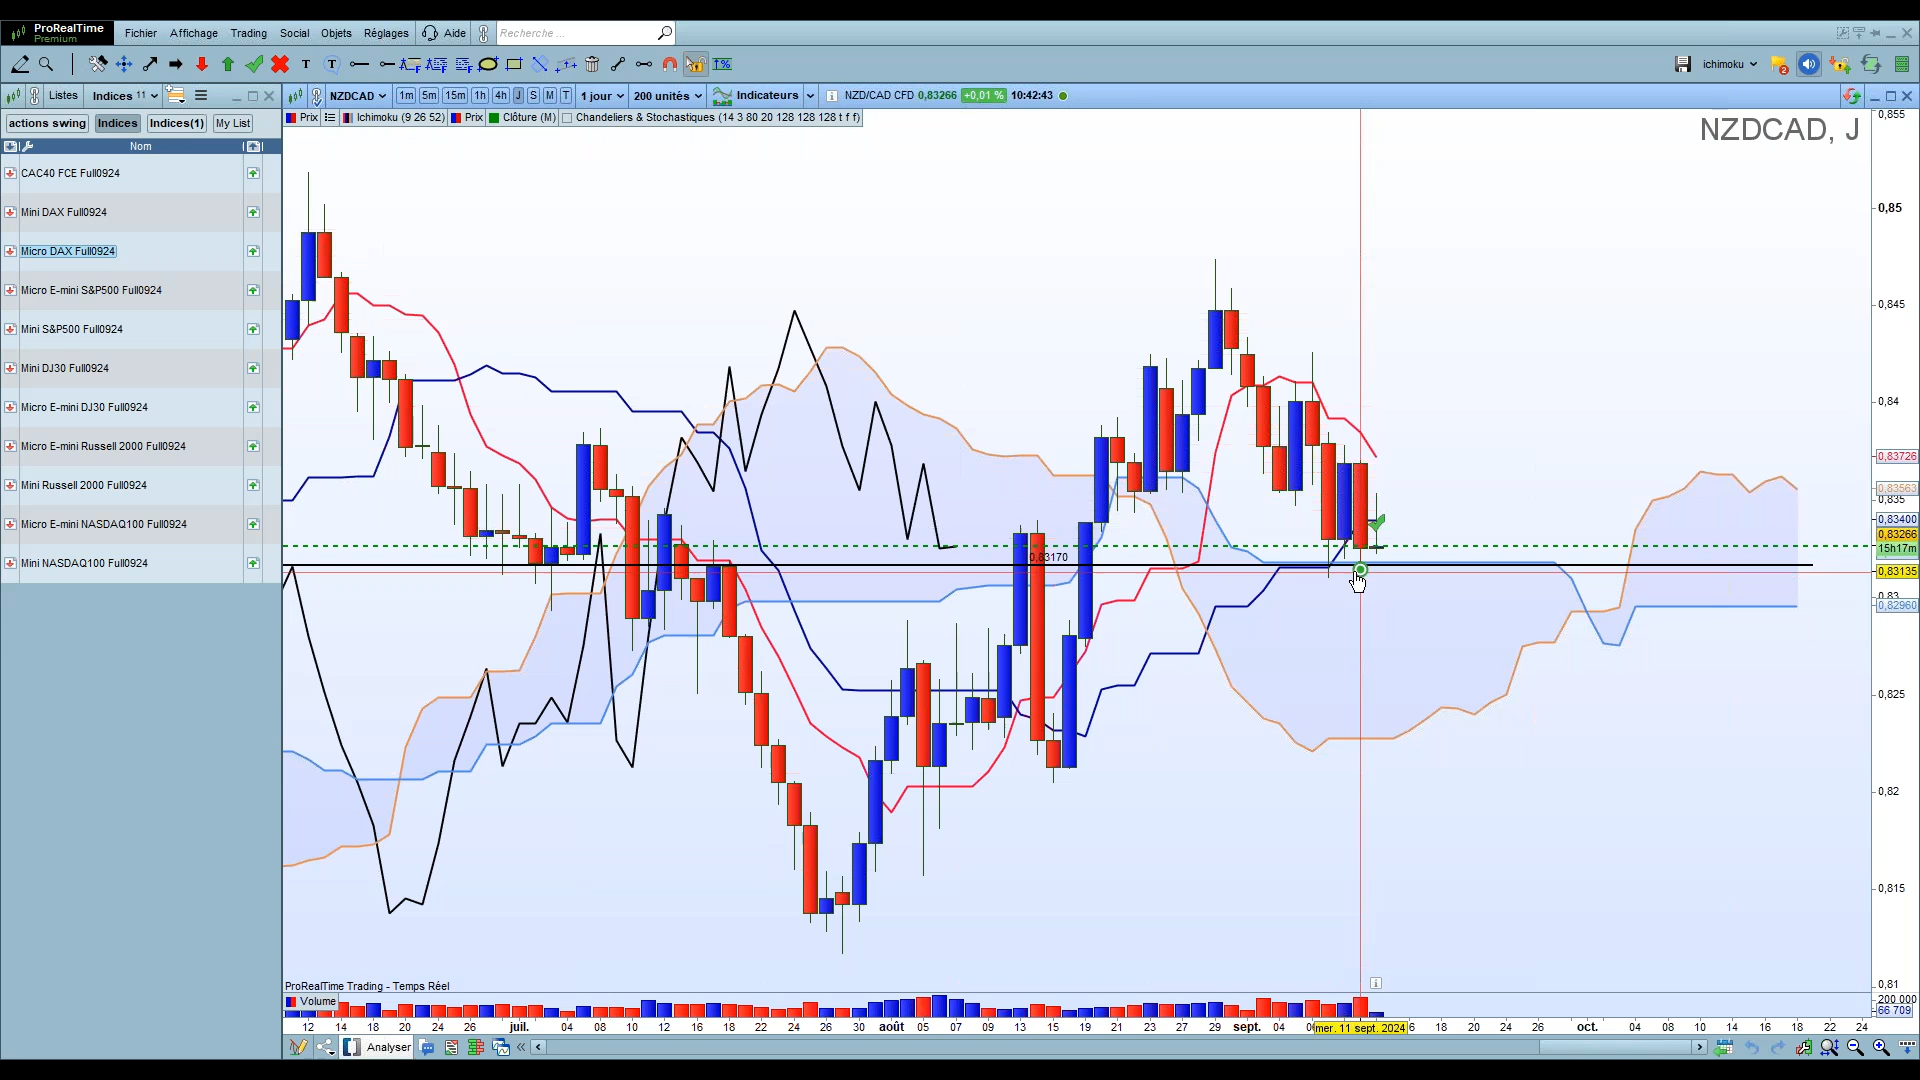 ProRealTime
Premium
Fichier Affichage Trading Social Objets Réglages Aide Recherche ...
ichimoku
2
Listes Indices 11
NZDCAD 1m 5m 15m 1h 4h J S M T 1 jour 200 unités Indicateurs NZD/CAD CFD 0,83266 +0,01 % 10:42:43
actions swing Indices Indices(1) My List
Prix Ichimoku (9 26 52) Prix Clôture (M) Chandeliers & Stochastiques (14 3 80 20 128 128 128 t f f)
NZDCAD, J
Nom
CAC40 FCE Full0924
Mini DAX Full0924
Micro DAX Full0924
Micro E-mini S&P500 Full0924
Mini S&P500 Full0924
Mini DJ30 Full0924
Micro E-mini DJ30 Full0924
Micro E-mini Russell 2000 Full0924
Mini Russell 2000 Full0924
Micro E-mini NASDAQ100 Full0924
Mini NASDAQ100 Full0924
0,855
0,85
0,845
0,84
0,83726
0,83563
0,835
0,83400
0,83266
15h17m
0,83170
0,83135
0,83
0,82960
0,825
0,82
0,815
0,81
ProRealTime Trading - Temps Réel
Volume
200 000
66 709
12 14 18 20 24 26 juil. 04 08 10 12 16 18 22 24 26 30 août 05 07 09 13 15 19 21 23 27 29 sept. 04 mer. 11 sept. 2024 18 20 24 26 oct. 04 08 10 14 16 18 22 24
Analyser